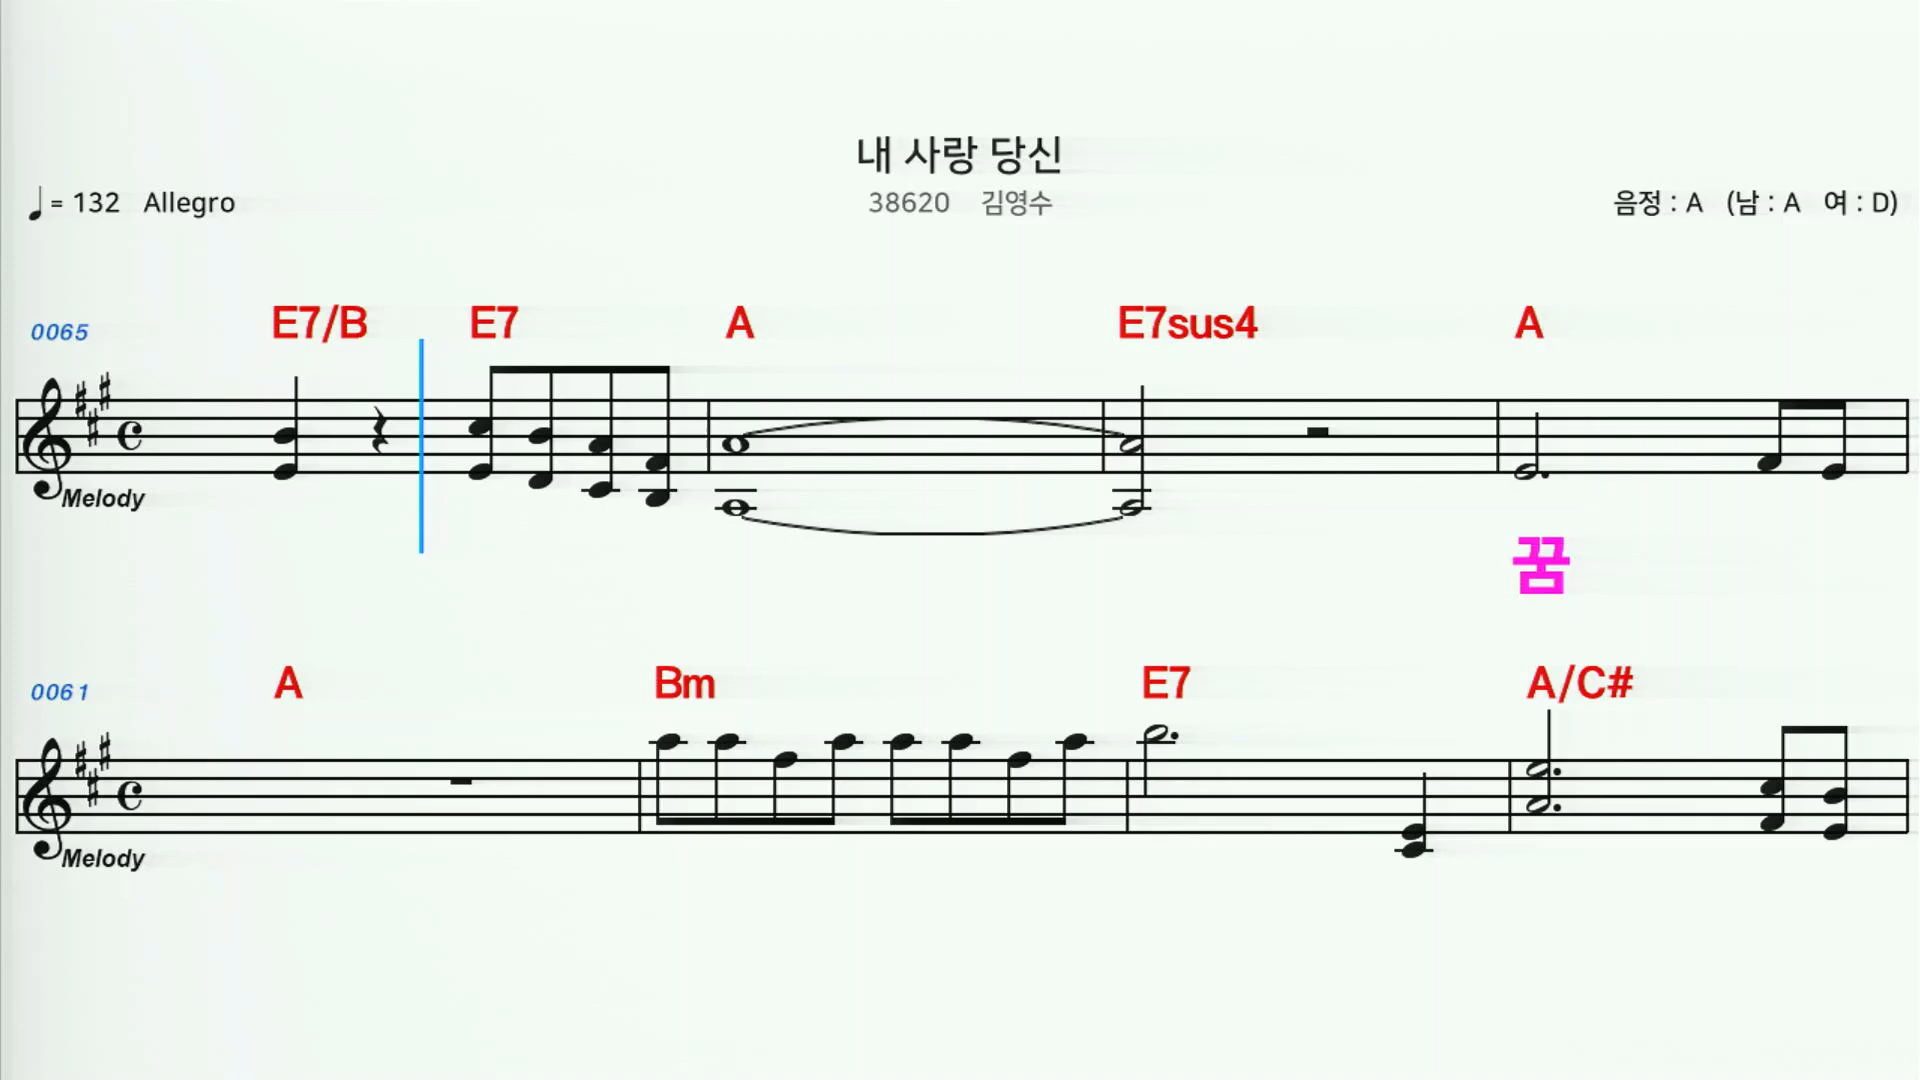 내 사랑 당신
♩= 132 Allegro 38620 김영수 음정 : A (남 : A 여 : D)
0065 E7/B E7 A E7sus4 A
Melody
꿈
0061 A Bm E7 A/C#
Melody